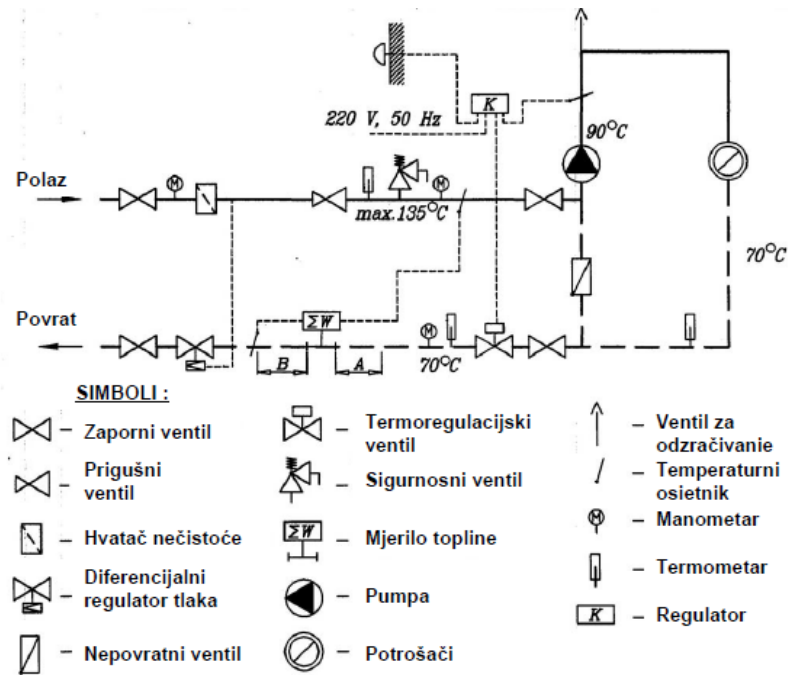 K
220 V, 50 Hz
90°C
Polaz
M
M
max.135°C
70°C
Povrat
ΣW
M
B
A
70°C
SIMBOLI :
– Zaporni ventil
– Prigušni
ventil
– Hvatač nečistoće
– Diferencijalni
regulator tlaka
– Nepovratni ventil
– Termoregulacijski
ventil
– Sigurnosni ventil
ΣW – Mjerilo topline
– Pumpa
– Potrošači
– Ventil za
odzračivanje
– Temperaturni
osietnik
M – Manometar
– Termometar
K – Regulator